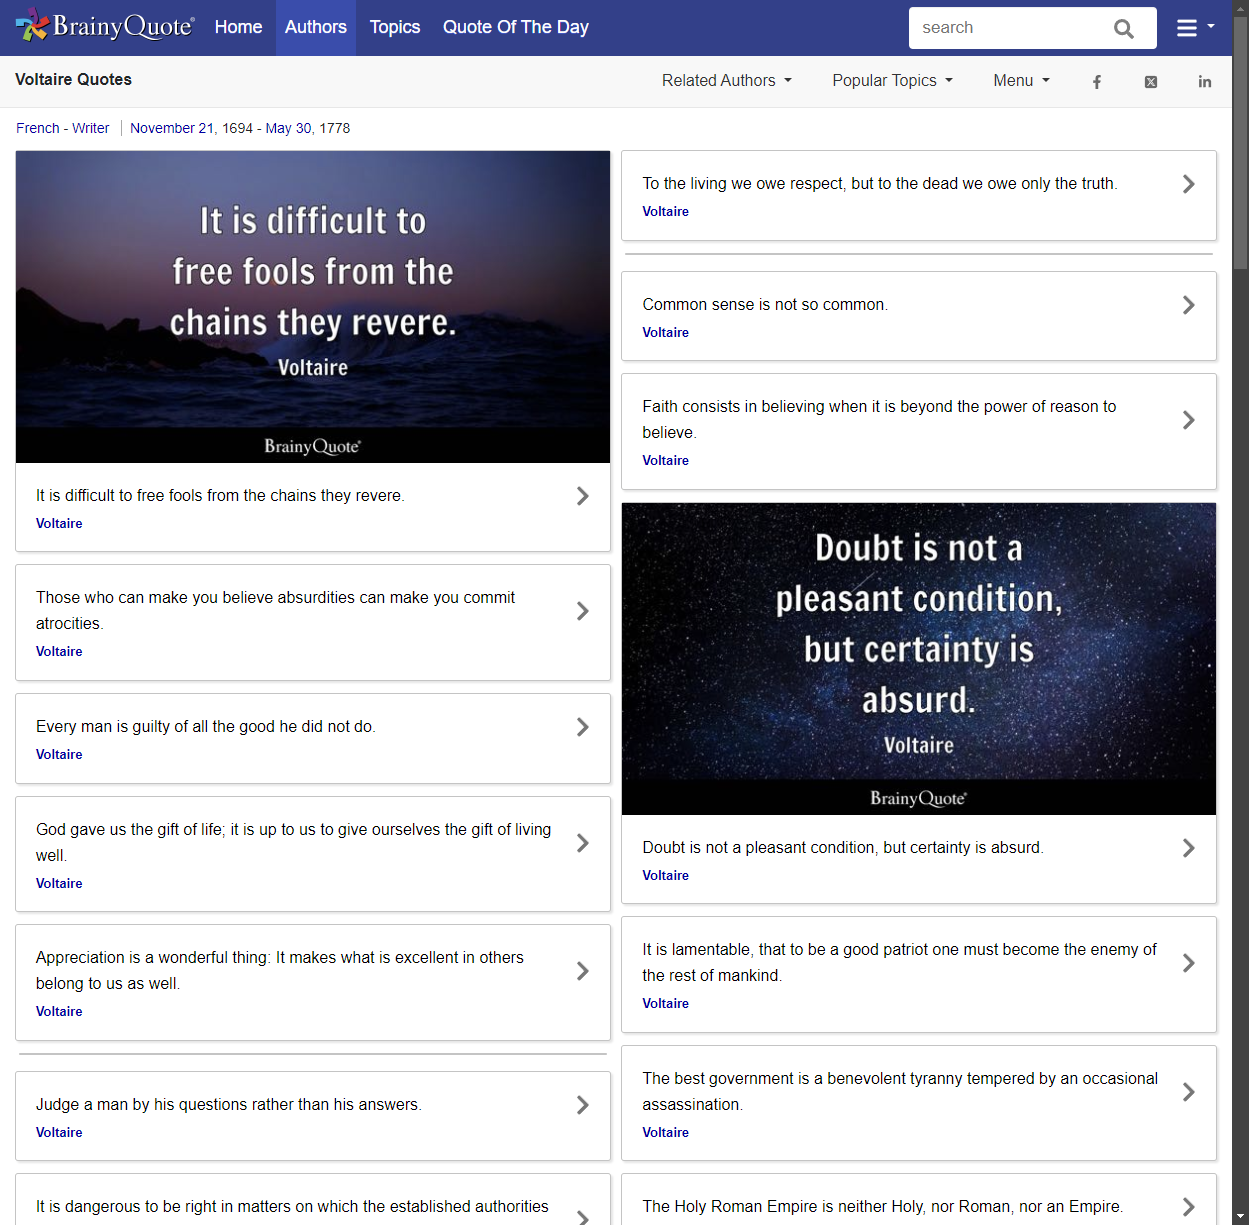 BrainyQuote®
Home
Authors
Topics
Quote Of The Day
search
Voltaire Quotes
Related Authors
Popular Topics
Menu
French - Writer
November 21, 1694 - May 30, 1778
It is difficult to
free fools from the
chains they revere.
Voltaire
BrainyQuote®
It is difficult to free fools from the chains they revere.
Voltaire
Those who can make you believe absurdities can make you commit
atrocities.
Voltaire
Every man is guilty of all the good he did not do.
Voltaire
God gave us the gift of life; it is up to us to give ourselves the gift of living
well.
Voltaire
Appreciation is a wonderful thing: It makes what is excellent in others
belong to us as well.
Voltaire
Judge a man by his questions rather than his answers.
Voltaire
It is dangerous to be right in matters on which the established authorities
To the living we owe respect, but to the dead we owe only the truth.
Voltaire
Common sense is not so common.
Voltaire
Faith consists in believing when it is beyond the power of reason to
believe.
Voltaire
Doubt is not a
pleasant condition,
but certainty is
absurd.
Voltaire
BrainyQuote®
Doubt is not a pleasant condition, but certainty is absurd.
Voltaire
It is lamentable, that to be a good patriot one must become the enemy of
the rest of mankind.
Voltaire
The best government is a benevolent tyranny tempered by an occasional
assassination.
Voltaire
The Holy Roman Empire is neither Holy, nor Roman, nor an Empire.